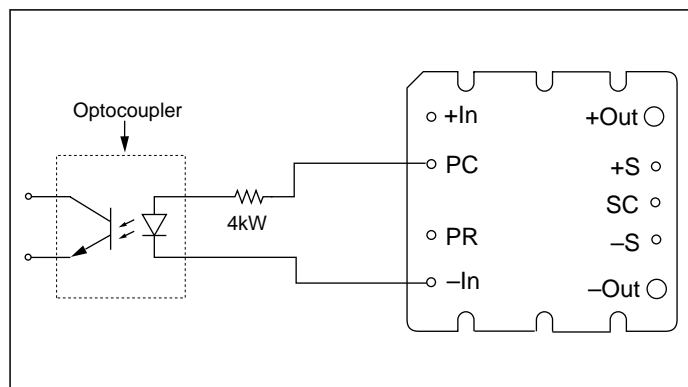 Optocoupler
4kW
+In
PC
PR
–In
+Out
+S
SC
–S
–Out